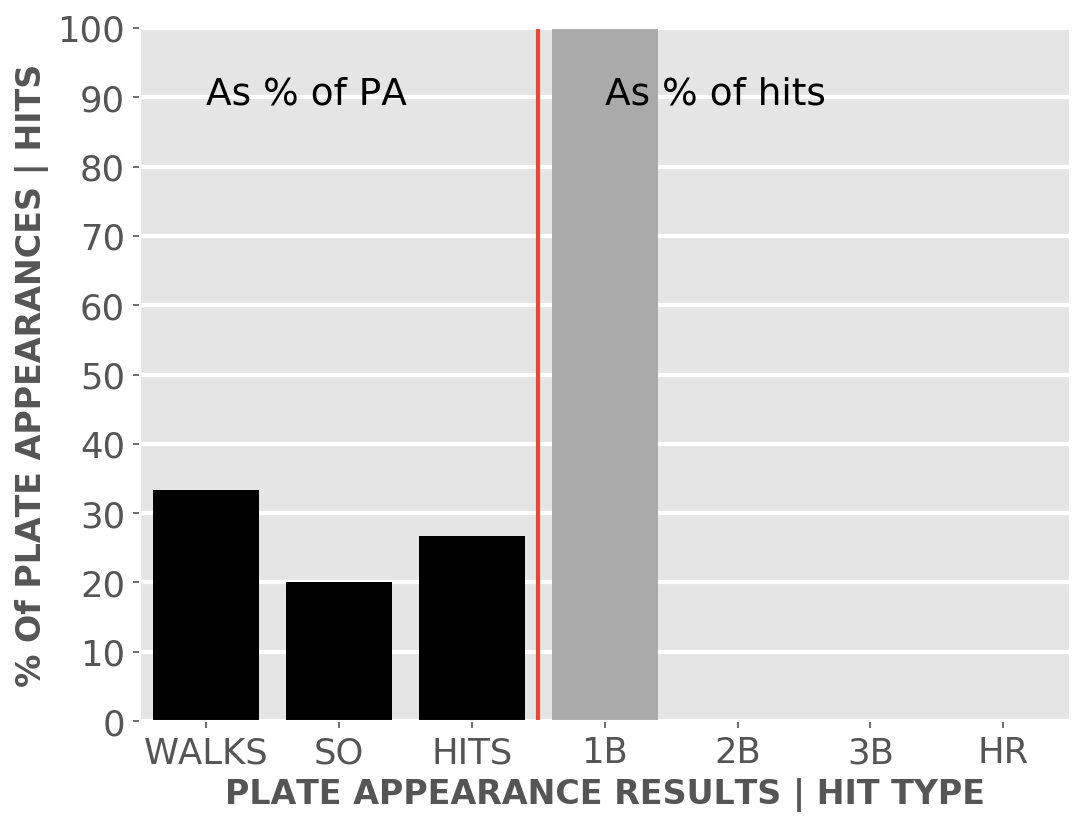 % Of PLATE APPEARANCES | HITS
100
90
80
70
60
50
40
30
20
10
0
As % of PA
As % of hits
WALKS SO HITS 1B 2B 3B HR
PLATE APPEARANCE RESULTS | HIT TYPE